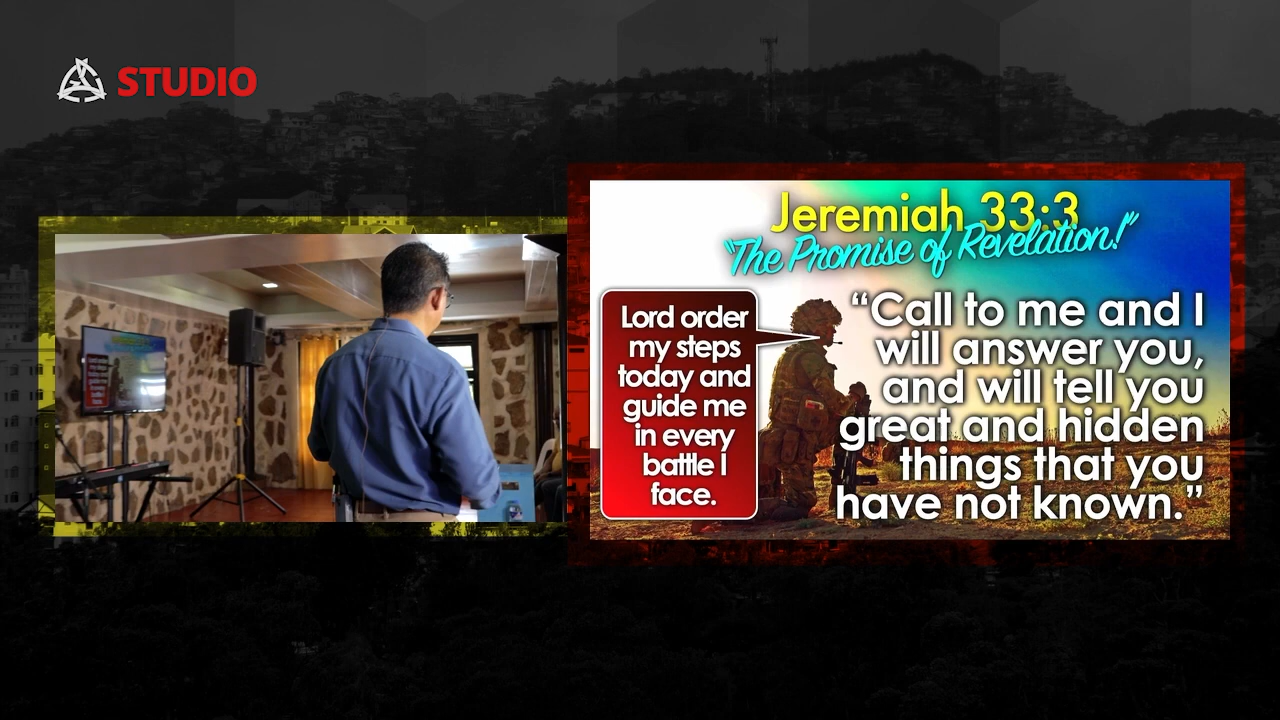 STUDIO
Jeremiah 33:3
"The Promise of Revelation!"
Lord order
my steps
today and
guide me
in every
battle I
face.
“Call to me and I
will answer you,
and will tell you
great and hidden
things that you
have not known.”